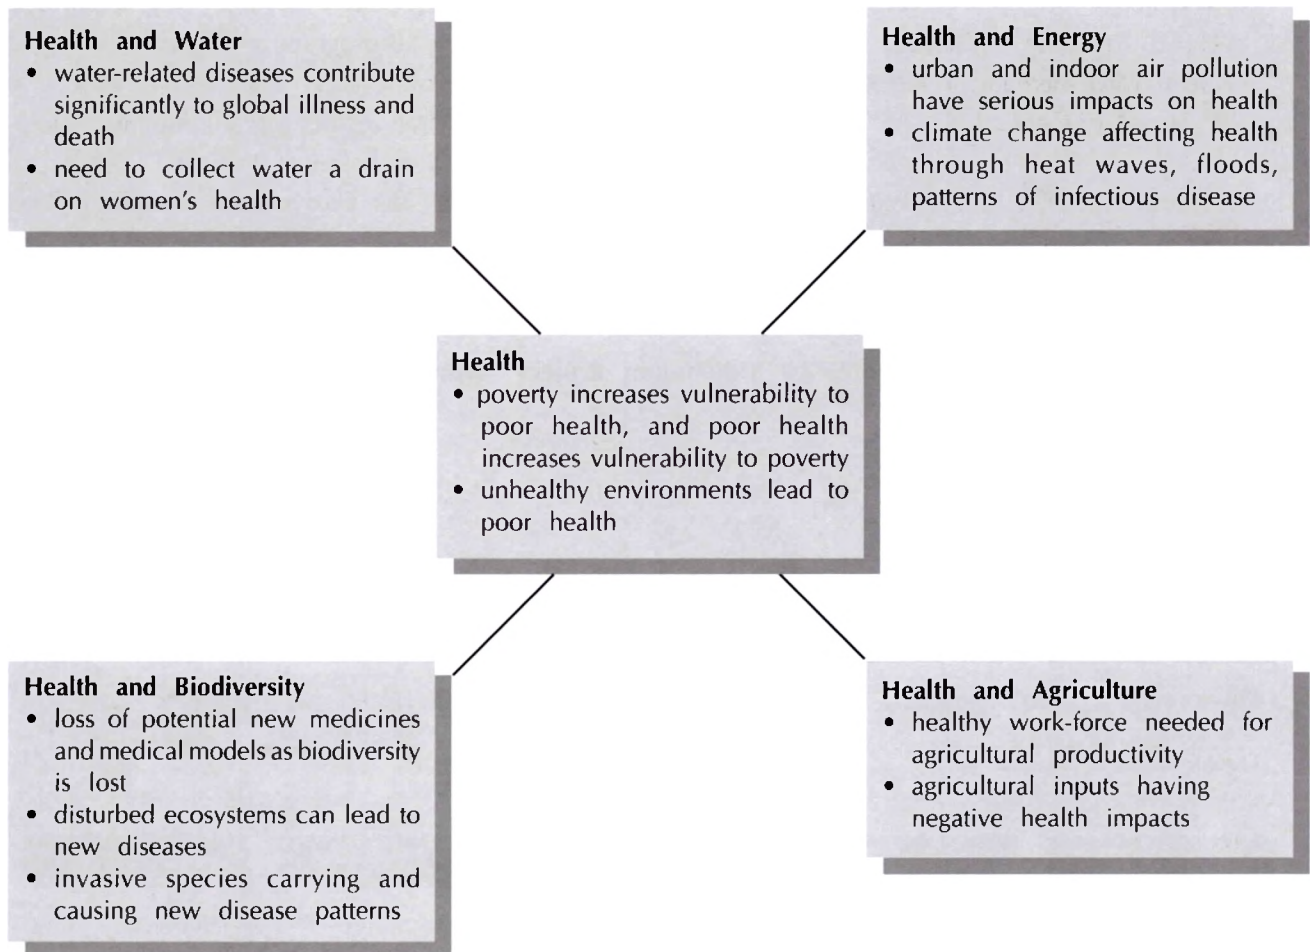 Health and Water
• water-related diseases contribute
significantly to global illness and
death
• need to collect water a drain
on women's health
Health and Energy
• urban and indoor air pollution
have serious impacts on health
• climate change affecting health
through heat waves, floods,
patterns of infectious disease
Health
• poverty increases vulnerability to
poor health, and poor health
increases vulnerability to poverty
• unhealthy environments lead to
poor health
Health and Biodiversity
• loss of potential new medicines
and medical models as biodiversity
is lost
• disturbed ecosystems can lead to
new diseases
• invasive species carrying and
causing new disease patterns
Health and Agriculture
• healthy work-force needed for
agricultural productivity
• agricultural inputs having
negative health impacts